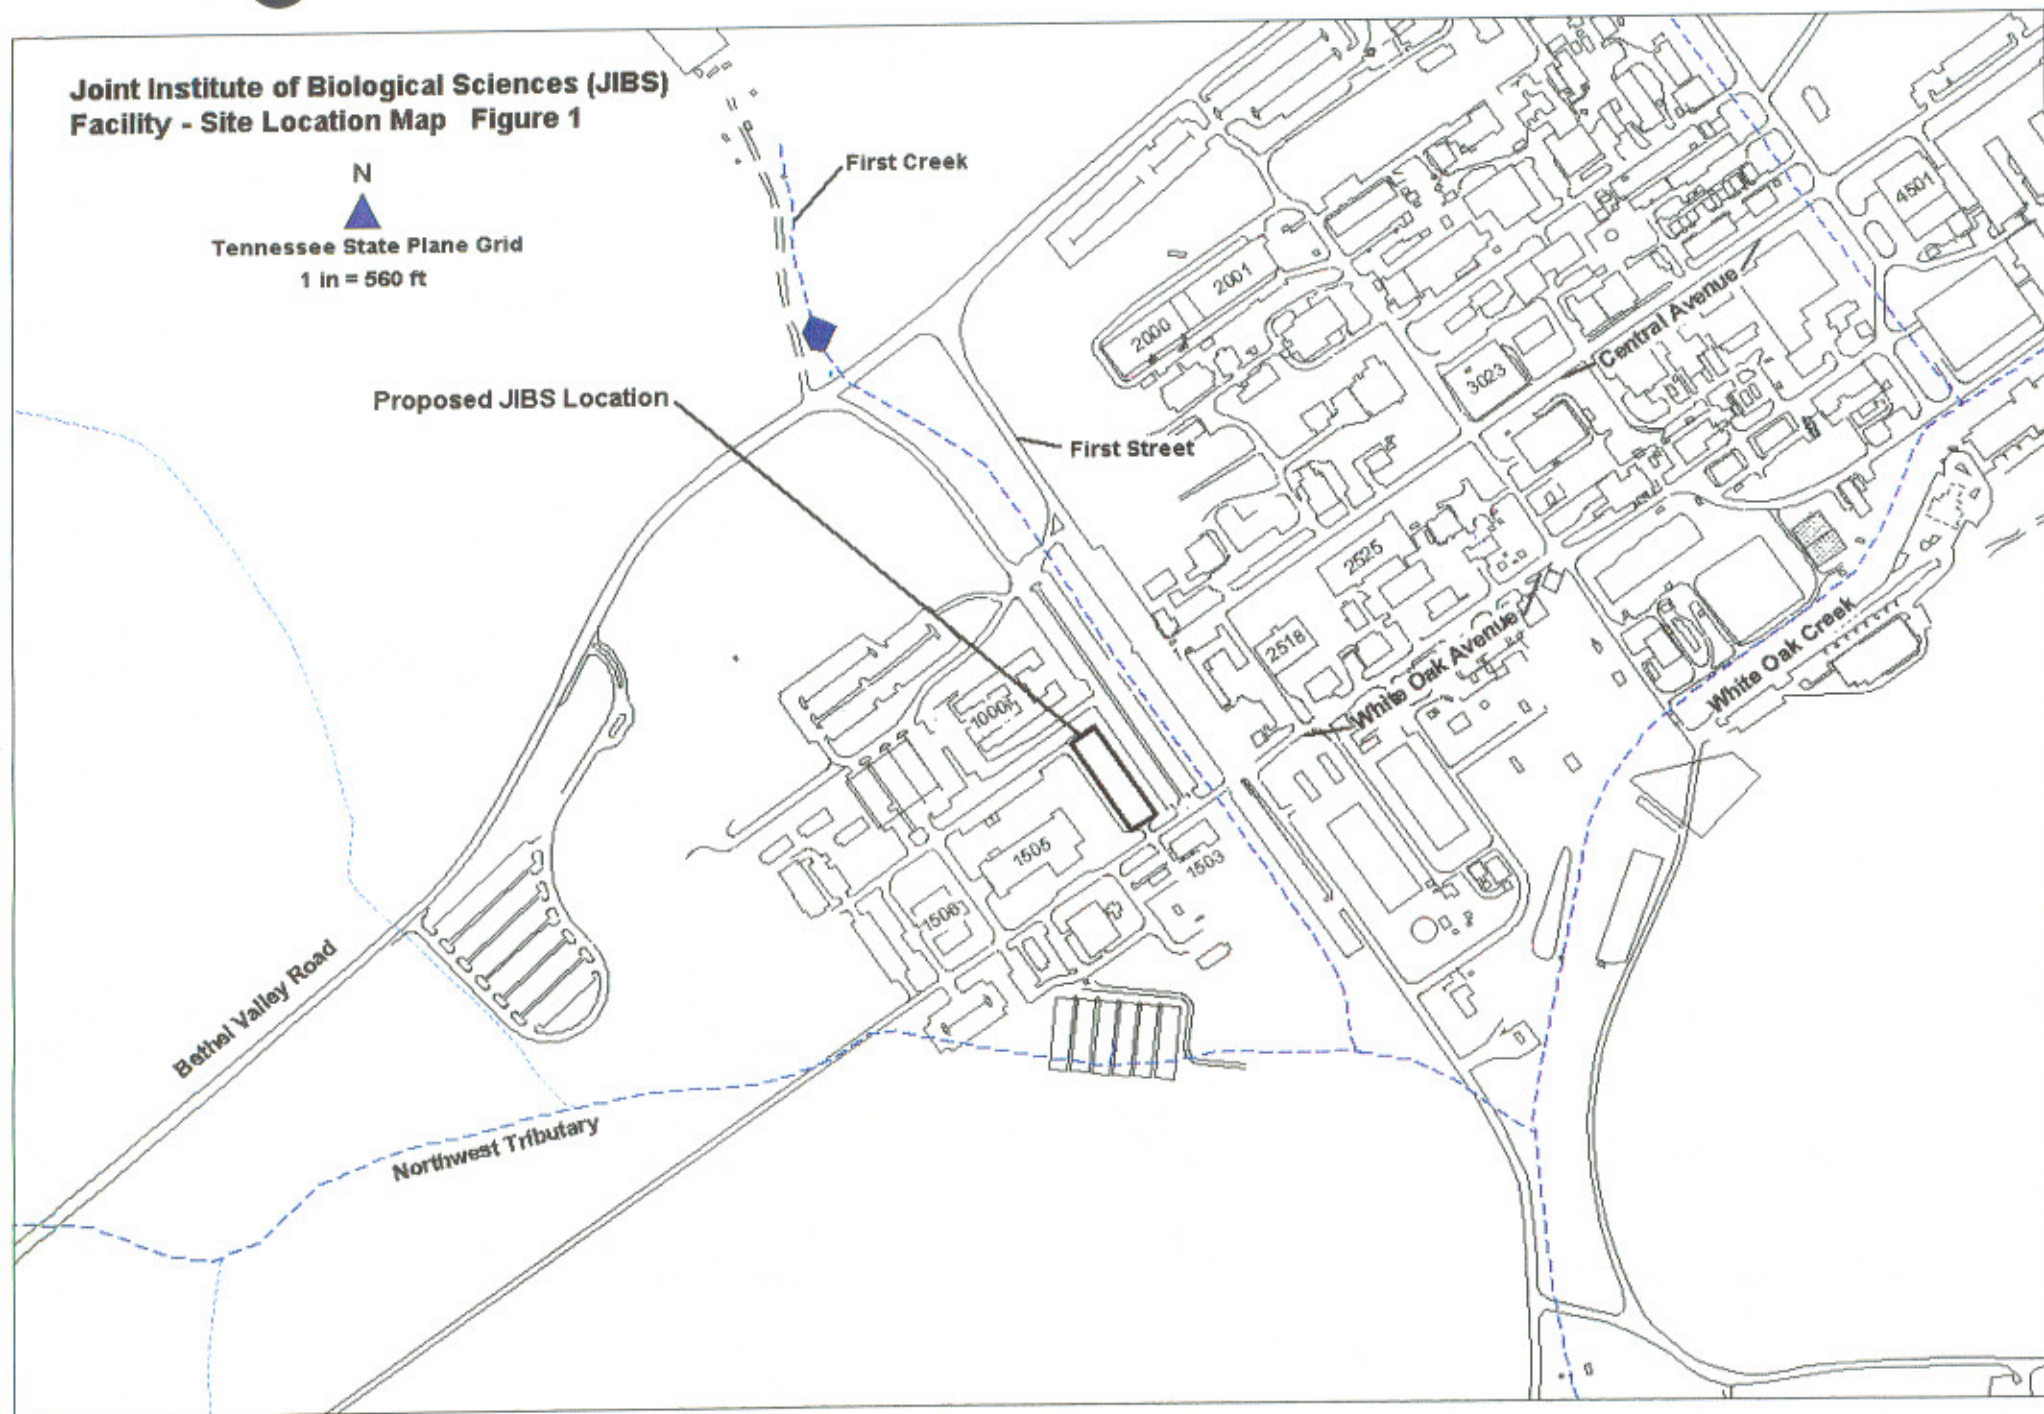 Joint Institute of Biological Sciences (JIBS)
Facility - Site Location Map Figure 1
N
Tennessee State Plane Grid
1 in = 560 ft
First Creek
4501
2001
2000
Central Avenue
3023
Proposed JIBS Location
First Street
2525
2518
White Oak Avenue
White Oak Creek
1000
1505
1503
1506
Bethel Valley Road
Northwest Tributary